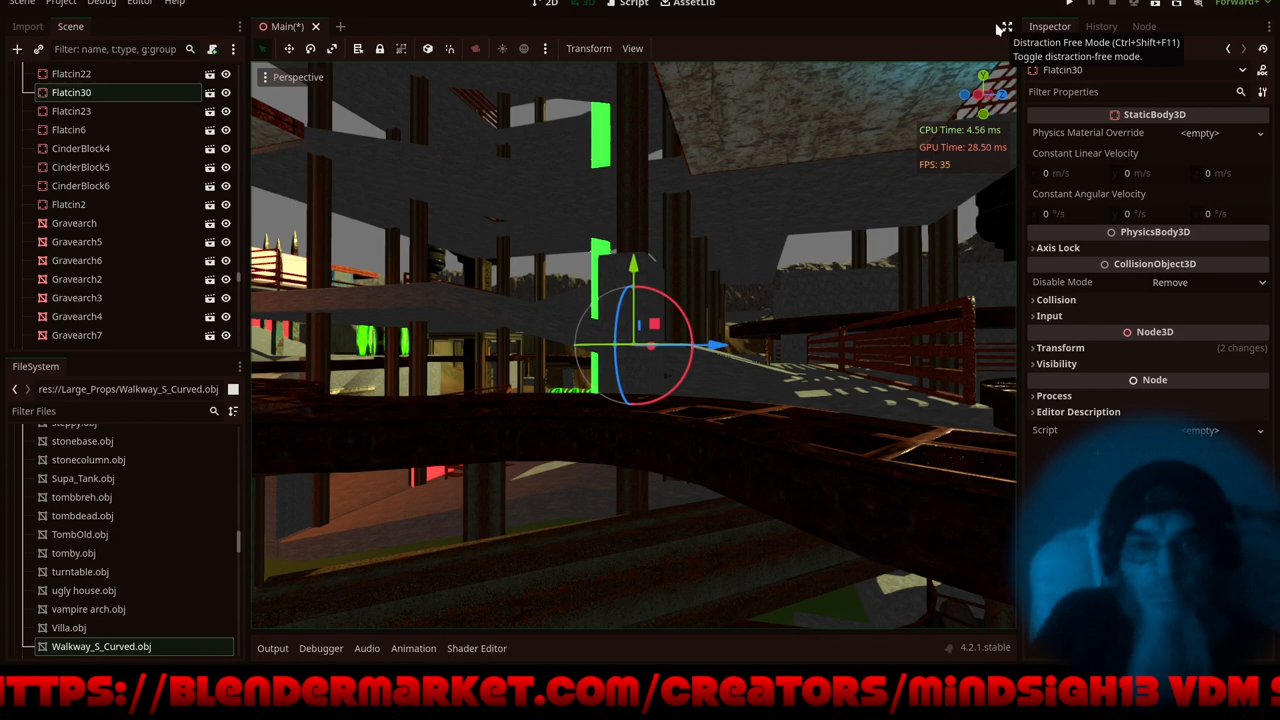 Scene Project Debug Editor Help
2D 3D Script AssetLib
Forward+
Import Scene
Main(*)
Inspector History Node
Filter: name, t:type, g:group
Transform View
Distraction Free Mode (Ctrl+Shift+F11)
Toggle distraction-free mode.
Perspective
Flatcin22
Flatcin30
Flatcin23
Flatcin6
CinderBlock4
CinderBlock5
CinderBlock6
Flatcin2
Gravearch
Gravearch5
Gravearch6
Gravearch2
Gravearch3
Gravearch4
Gravearch7
CPU Time: 4.56 ms
GPU Time: 28.50 ms
FPS: 35
Flatcin30
Filter Properties
StaticBody3D
Physics Material Override <empty>
Constant Linear Velocity
x 0 m/s y 0 m/s z 0 m/s
Constant Angular Velocity
x 0 °/s y 0 °/s z 0 °/s
PhysicsBody3D
Axis Lock
CollisionObject3D
Disable Mode Remove
Collision
Input
Node3D
Transform (2 changes)
Visibility
Node
Process
Editor Description
Script <empty>
FileSystem
res://Large_Props/Walkway_S_Curved.obj
Filter Files
steppy.obj
stonebase.obj
stonecolumn.obj
Supa_Tank.obj
tombbreh.obj
tombdead.obj
TombOld.obj
tomby.obj
turntable.obj
ugly house.obj
vampire arch.obj
Villa.obj
Walkway_S_Curved.obj
Output Debugger Audio Animation Shader Editor
4.2.1.stable
HTTPS://BLENDERMARKET.COM/CREATORS/MINDSIGH13 VDM S